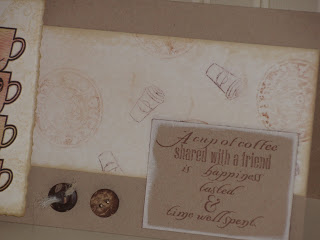 A cup of coffee
shared with a friend
is happiness
tasted
&
time well spent.